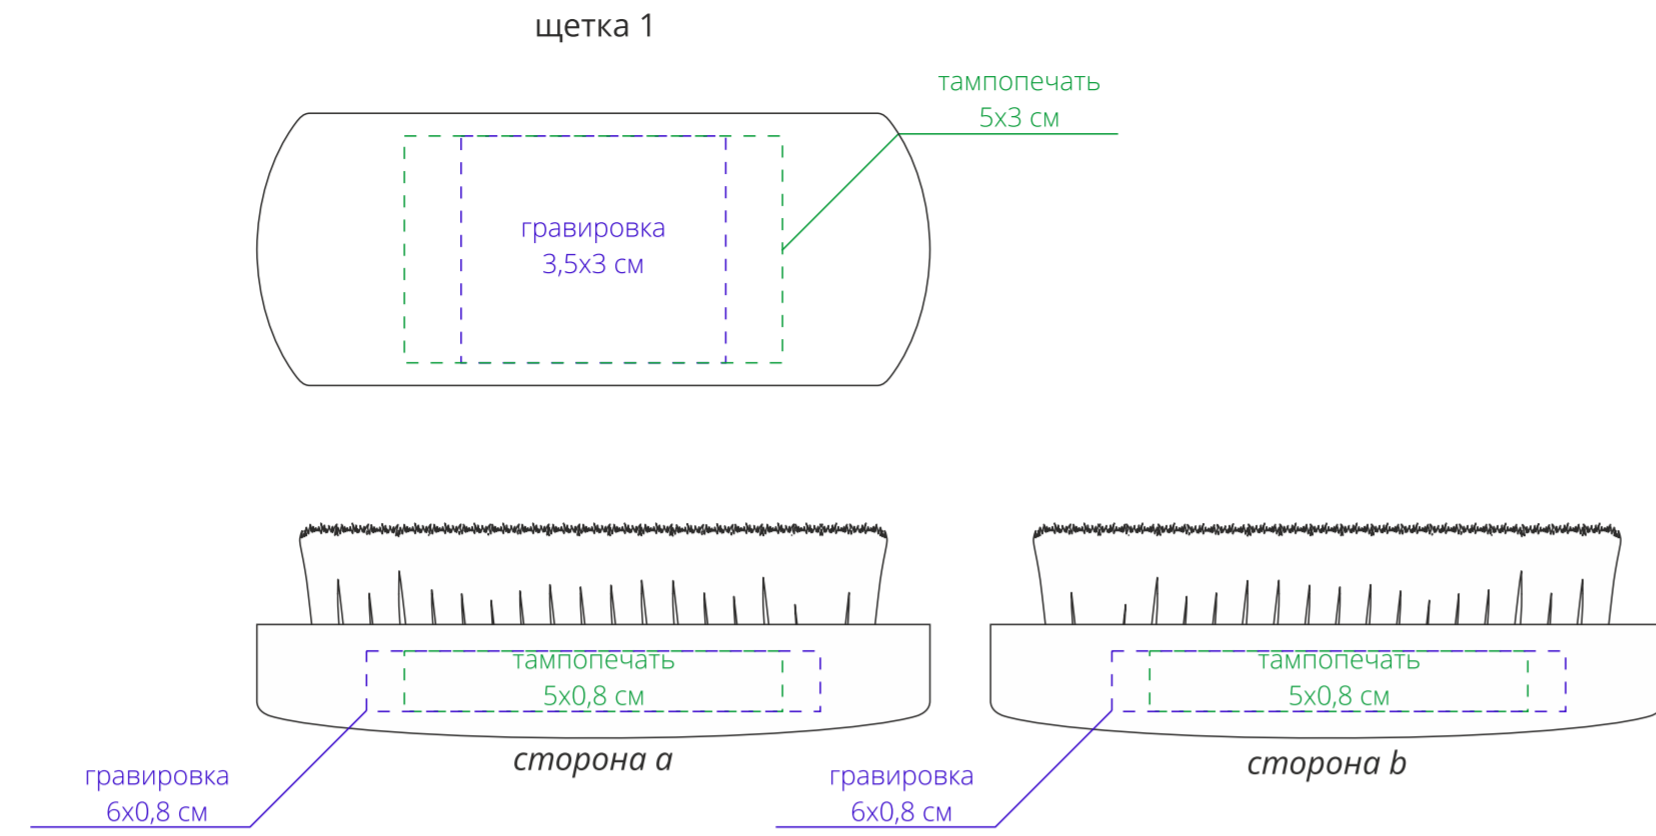 щетка 1
тампопечать
5х3 см
гравировка
3,5х3 см
тампопечать
5х0,8 см
сторона a
гравировка
6х0,8 см
тампопечать
5х0,8 см
сторона b
гравировка
6х0,8 см